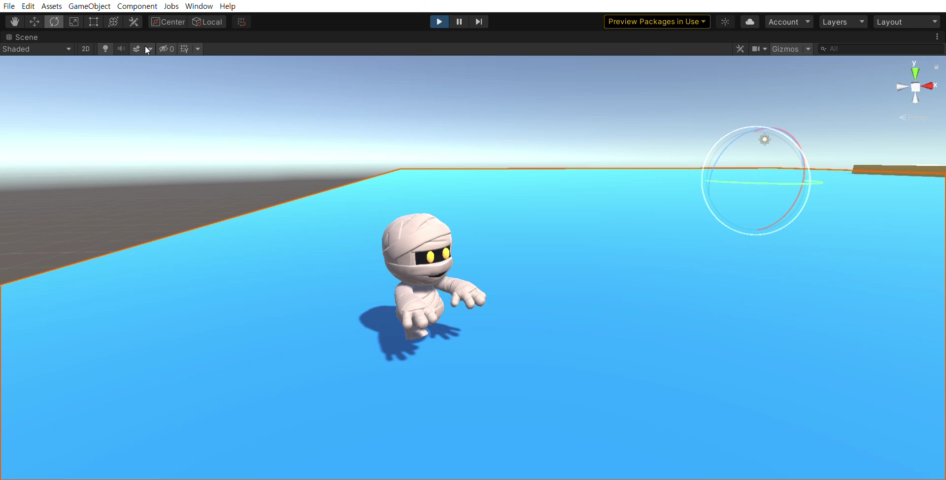 File Edit Assets GameObject Component Jobs Window Help
Center Local Preview Packages in Use Account Layers Layout
Scene
Shaded 2D 0 Gizmos All
y
x